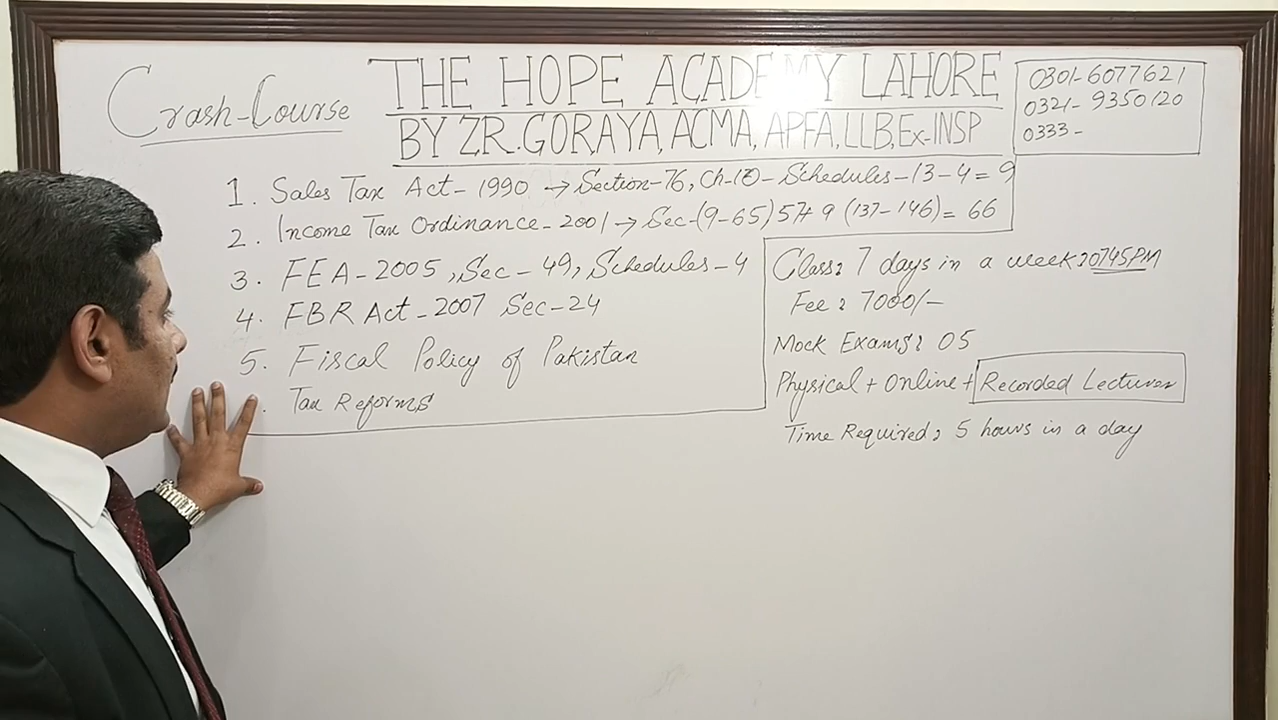 Crash-Course
THE HOPE ACADEMY LAHORE
BY ZR.GORAYA, ACMA, APFA, LLB, Ex-INSP
0301-6077621
0321-9350120
0333-
1. Sales Tax Act-1990 → Section-76, Ch-10-Schedules-13-4=9
2. Income Tax Ordinance-2001 → Sec-(9-65) 57+9 (137-146)=66
3. FEA-2005, Sec-49, Schedules-4
4. FBR Act-2007 Sec-24
5. Fiscal Policy of Pakistan
. Tax Reforms
Class: 7 days in a week: 0745PM
Fee: 7000/-
Mock Exams: 05
Physical + Online + Recorded Lectures
Time Required: 5 hours in a day